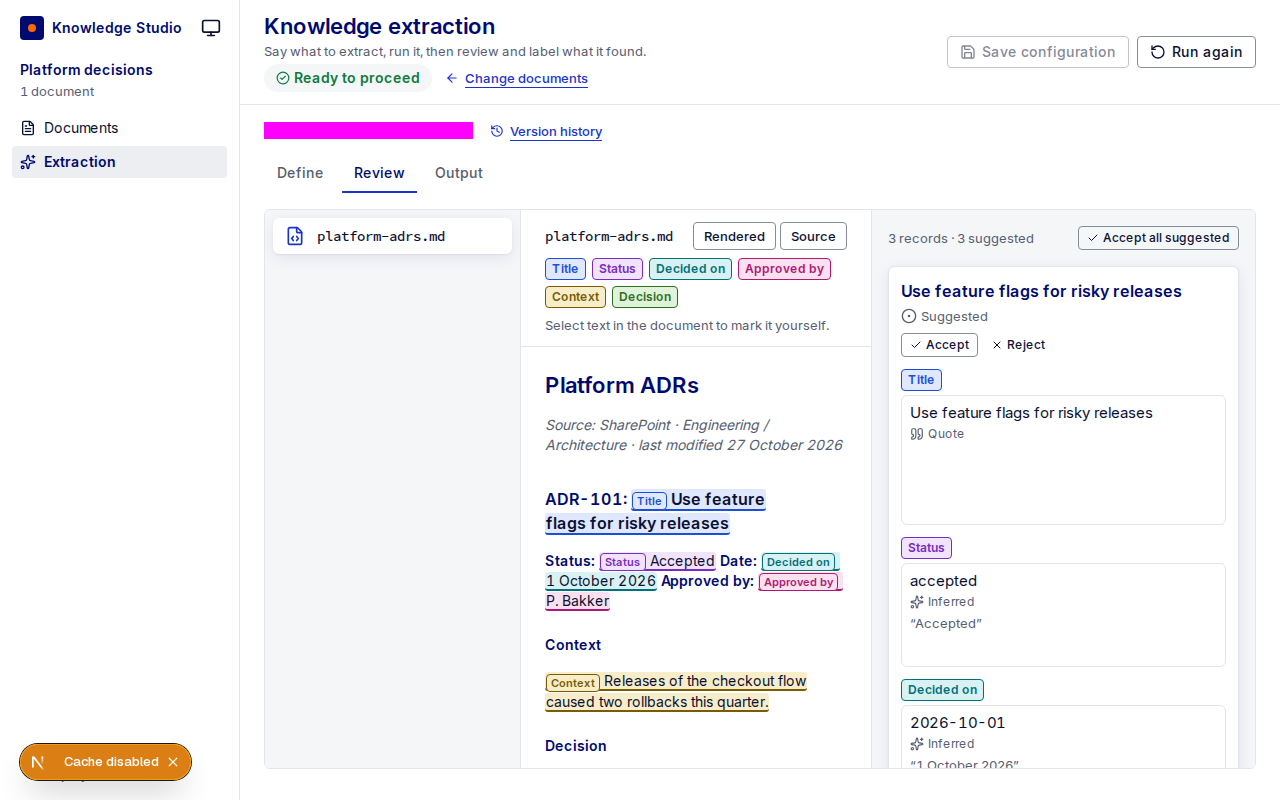 Knowledge Studio
Platform decisions
1 document
Documents
Extraction
Cache disabled
Knowledge extraction
Say what to extract, run it, then review and label what it found.
Ready to proceed
Change documents
Save configuration
Run again
Version history
Define
Review
Output
platform-adrs.md
platform-adrs.md
Rendered
Source
Title
Status
Decided on
Approved by
Context
Decision
Select text in the document to mark it yourself.
Platform ADRs
Source: SharePoint · Engineering /
Architecture · last modified 27 October 2026
ADR-101: Title Use feature
flags for risky releases
Status: Status Accepted Date: Decided on
1 October 2026 Approved by: Approved by
P. Bakker
Context
Context Releases of the checkout flow
caused two rollbacks this quarter.
Decision
3 records · 3 suggested
Accept all suggested
Use feature flags for risky releases
Suggested
Accept
Reject
Title
Use feature flags for risky releases
Quote
Status
accepted
Inferred
“Accepted”
Decided on
2026-10-01
Inferred
“1 October 2026”